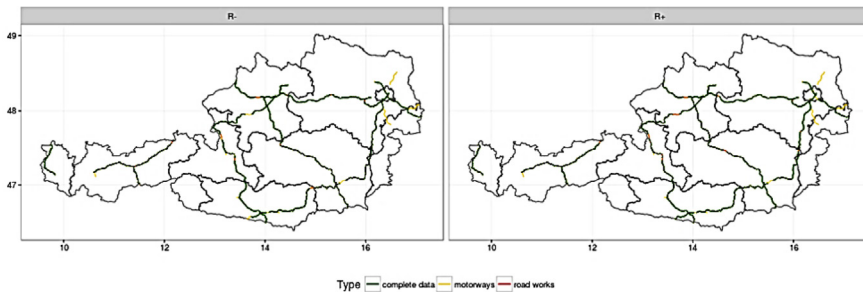 R- R+
49
48
47
10 12 14 16 10 12 14 16
Type complete data motorways road works